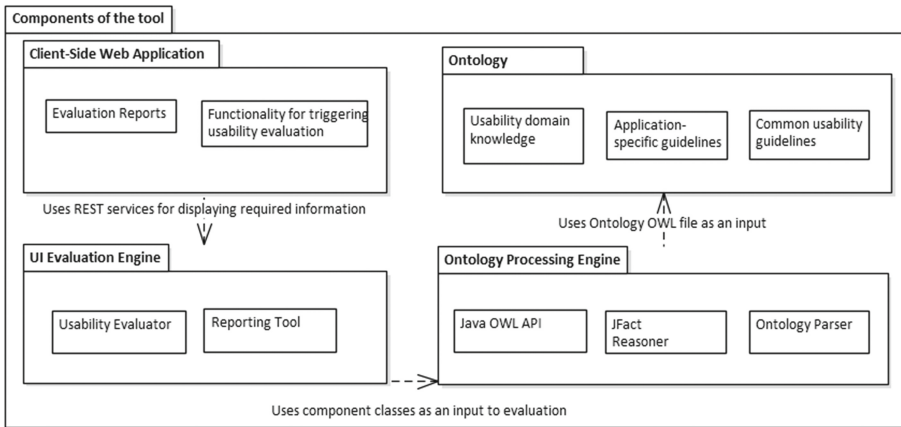 Components of the tool
Client-Side Web Application
Evaluation Reports
Functionality for triggering
usability evaluation
Uses REST services for displaying required information
UI Evaluation Engine
Usability Evaluator
Reporting Tool
Ontology
Usability domain
knowledge
Application-
specific guidelines
Common usability
guidelines
Uses Ontology OWL file as an input
Ontology Processing Engine
Java OWL API
JFact
Reasoner
Ontology Parser
Uses component classes as an input to evaluation